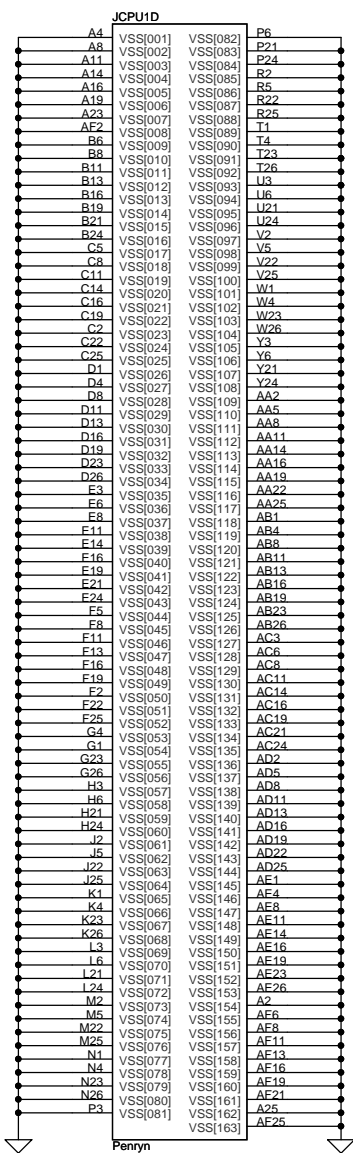 JCPU1D
A4 VSS[001] VSS[082] P6
A8 VSS[002] VSS[083] P21
A11 VSS[003] VSS[084] P24
A14 VSS[004] VSS[085] R2
A16 VSS[005] VSS[086] R5
A19 VSS[006] VSS[087] R22
A23 VSS[007] VSS[088] R25
AF2 VSS[008] VSS[089] T1
B6 VSS[009] VSS[090] T4
B8 VSS[010] VSS[091] T23
B11 VSS[011] VSS[092] T26
B13 VSS[012] VSS[093] U3
B16 VSS[013] VSS[094] U6
B19 VSS[014] VSS[095] U21
B21 VSS[015] VSS[096] U24
B24 VSS[016] VSS[097] V2
C5 VSS[017] VSS[098] V5
C8 VSS[018] VSS[099] V22
C11 VSS[019] VSS[100] V25
C14 VSS[020] VSS[101] W1
C16 VSS[021] VSS[102] W4
C19 VSS[022] VSS[103] W23
C2 VSS[023] VSS[104] W26
C22 VSS[024] VSS[105] Y3
C25 VSS[025] VSS[106] Y6
D1 VSS[026] VSS[107] Y21
D4 VSS[027] VSS[108] Y24
D8 VSS[028] VSS[109] AA2
D11 VSS[029] VSS[110] AA5
D13 VSS[030] VSS[111] AA8
D16 VSS[031] VSS[112] AA11
D19 VSS[032] VSS[113] AA14
D23 VSS[033] VSS[114] AA16
D26 VSS[034] VSS[115] AA19
E3 VSS[035] VSS[116] AA22
E6 VSS[036] VSS[117] AA25
E8 VSS[037] VSS[118] AB1
E11 VSS[038] VSS[119] AB4
E14 VSS[039] VSS[120] AB8
E16 VSS[040] VSS[121] AB11
E19 VSS[041] VSS[122] AB13
E21 VSS[042] VSS[123] AB16
E24 VSS[043] VSS[124] AB19
F5 VSS[044] VSS[125] AB23
F8 VSS[045] VSS[126] AB26
F11 VSS[046] VSS[127] AC3
F13 VSS[047] VSS[128] AC6
F16 VSS[048] VSS[129] AC8
F19 VSS[049] VSS[130] AC11
F2 VSS[050] VSS[131] AC14
F22 VSS[051] VSS[132] AC16
F25 VSS[052] VSS[133] AC19
G4 VSS[053] VSS[134] AC21
G1 VSS[054] VSS[135] AC24
G23 VSS[055] VSS[136] AD2
G26 VSS[056] VSS[137] AD5
H3 VSS[057] VSS[138] AD8
H6 VSS[058] VSS[139] AD11
H21 VSS[059] VSS[140] AD13
H24 VSS[060] VSS[141] AD16
J2 VSS[061] VSS[142] AD19
J5 VSS[062] VSS[143] AD22
J22 VSS[063] VSS[144] AD25
J25 VSS[064] VSS[145] AE1
K1 VSS[065] VSS[146] AE4
K4 VSS[066] VSS[147] AE8
K23 VSS[067] VSS[148] AE11
K26 VSS[068] VSS[149] AE14
L3 VSS[069] VSS[150] AE16
L6 VSS[070] VSS[151] AE19
L21 VSS[071] VSS[152] AE23
L24 VSS[072] VSS[153] AE26
M2 VSS[073] VSS[154] A2
M5 VSS[074] VSS[155] AF6
M22 VSS[075] VSS[156] AF8
M25 VSS[076] VSS[157] AF11
N1 VSS[077] VSS[158] AF13
N4 VSS[078] VSS[159] AF16
N23 VSS[079] VSS[160] AF19
N26 VSS[080] VSS[161] AF21
P3 VSS[081] VSS[162] A25
VSS[163] AF25
Penryn